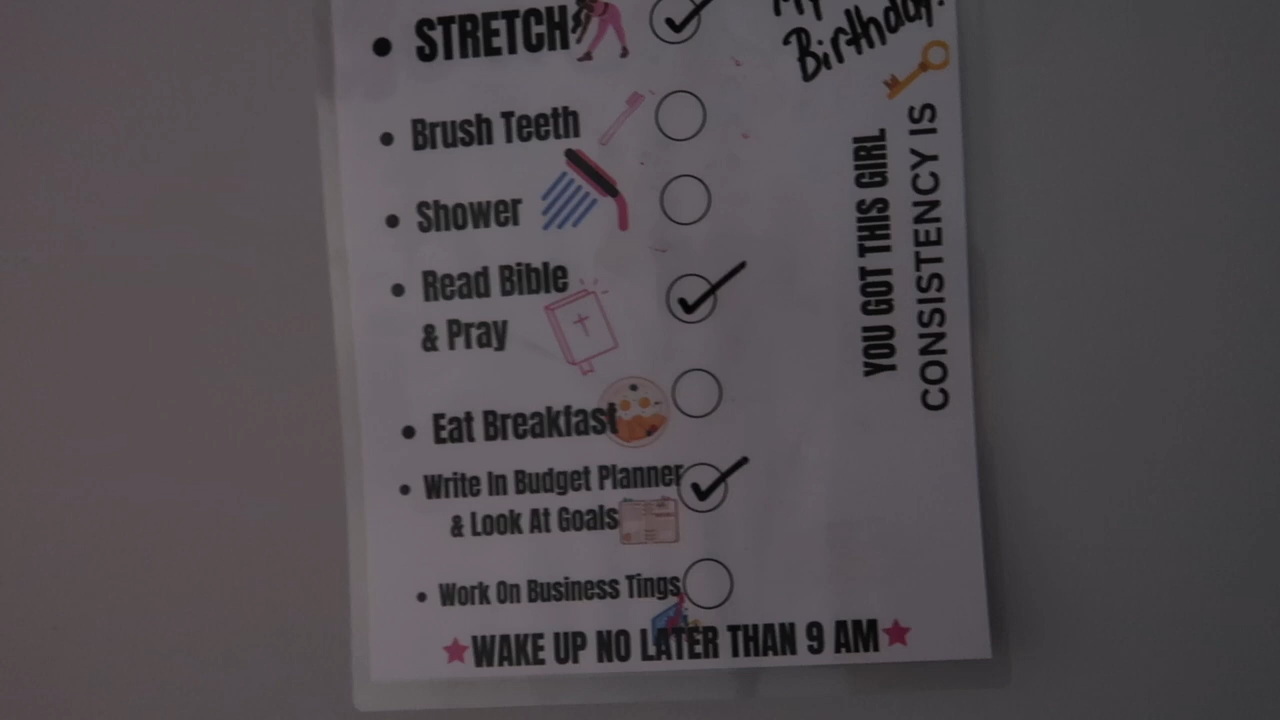 My
Birthday!
• STRETCH
• Brush Teeth
• Shower
• Read Bible
& Pray
• Eat Breakfast
• Write In Budget Planner
& Look At Goals
• Work On Business Tings
WAKE UP NO LATER THAN 9 AM
YOU GOT THIS GIRL
CONSISTENCY IS